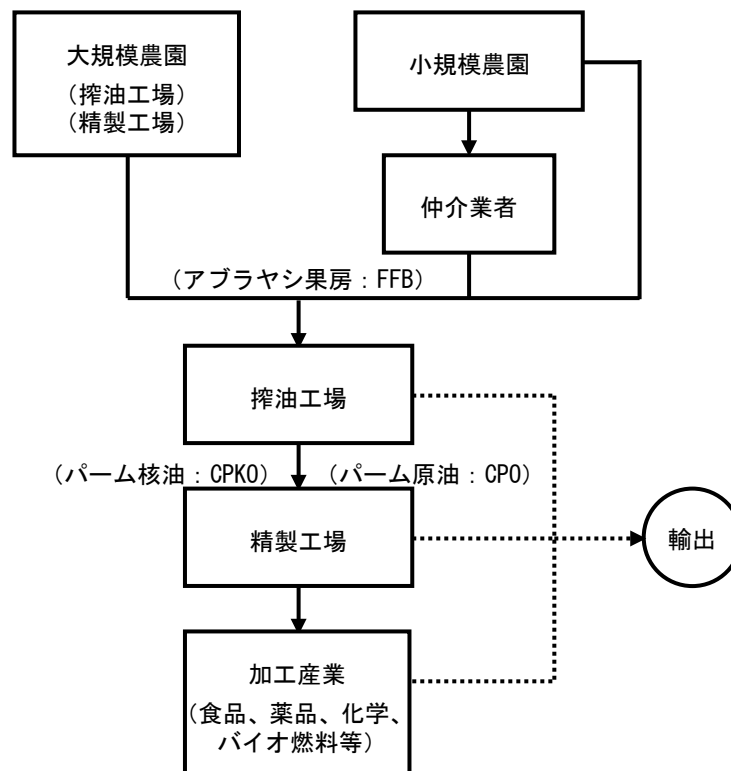 大規模農園
（搾油工場）
（精製工場）
小規模農園
仲介業者
（アブラヤシ果房：FFB）
搾油工場
（パーム核油：CPKO）
（パーム原油：CPO）
精製工場
輸出
加工産業
（食品、薬品、化学、
バイオ燃料等）